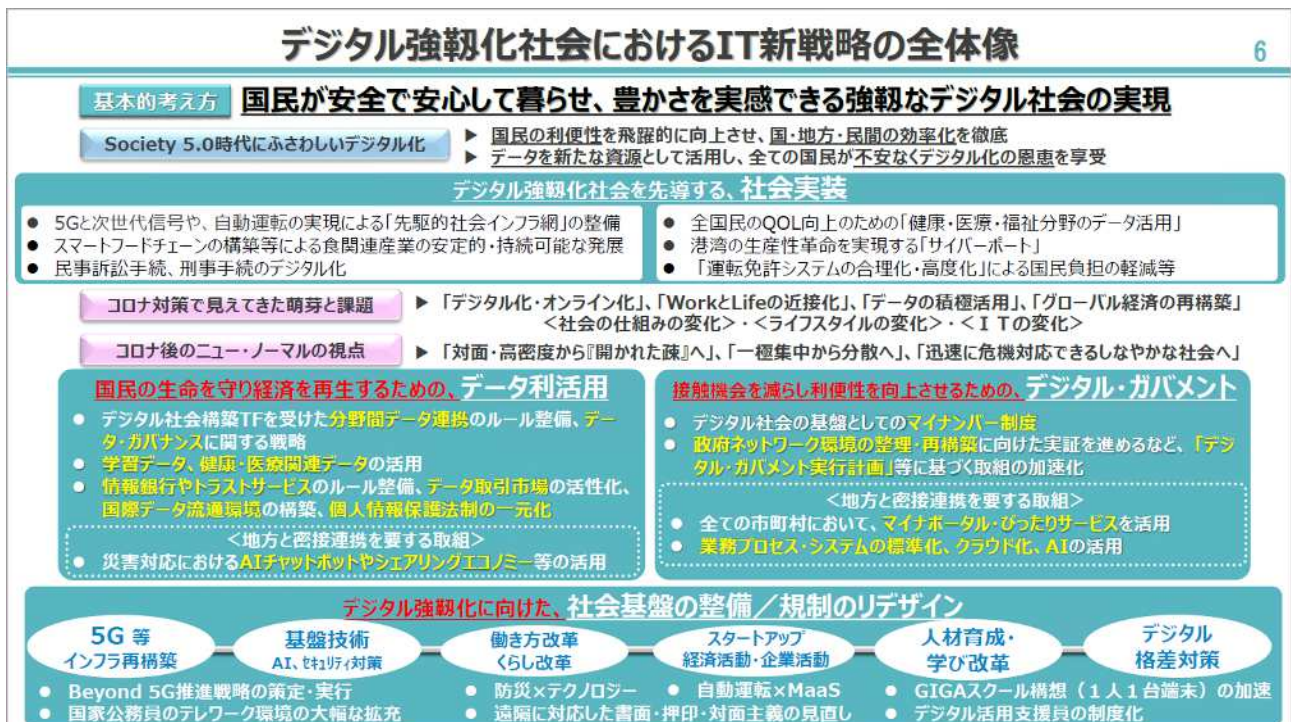 デジタル強靱化社会におけるIT新戦略の全体像
6
基本的考え方
国民が安全で安心して暮らせ、豊かさを実感できる強靱なデジタル社会の実現
Society 5.0時代にふさわしいデジタル化
▶ 国民の利便性を飛躍的に向上させ、国・地方・民間の効率化を徹底
▶ データを新たな資源として活用し、全ての国民が不安なくデジタル化の恩恵を享受
デジタル強靱化社会を先導する、社会実装
● 5Gと次世代信号や、自動運転の実現による「先駆的社会インフラ網」の整備
● スマートフードチェーンの構築等による食関連産業の安定的・持続可能な発展
● 民事訴訟手続、刑事手続のデジタル化
● 全国民のQOL向上のための「健康・医療・福祉分野のデータ活用」
● 港湾の生産性革命を実現する「サイバーポート」
● 「運転免許システムの合理化・高度化」による国民負担の軽減等
コロナ対策で見えてきた萌芽と課題
▶ 「デジタル化・オンライン化」、「WorkとLifeの近接化」、「データの積極活用」、「グローバル経済の再構築」
＜社会の仕組みの変化＞・＜ライフスタイルの変化＞・＜ＩＴの変化＞
コロナ後のニュー・ノーマルの視点
▶ 「対面・高密度から『開かれた疎』へ」、「一極集中から分散へ」、「迅速に危機対応できるしなやかな社会へ」
国民の生命を守り経済を再生するための、データ利活用
● デジタル社会構築TFを受けた分野間データ連携のルール整備、デー
タ・ガバナンスに関する戦略
● 学習データ、健康・医療関連データの活用
● 情報銀行やトラストサービスのルール整備、データ取引市場の活性化、
国際データ流通環境の構築、個人情報保護法制の一元化
＜地方と密接連携を要する取組＞
● 災害対応におけるAIチャットボットやシェアリングエコノミー等の活用
接触機会を減らし利便性を向上させるための、デジタル・ガバメント
● デジタル社会の基盤としてのマイナンバー制度
● 政府ネットワーク環境の整理・再構築に向けた実証を進めるなど、「デジ
タル・ガバメント実行計画」等に基づく取組の加速化
＜地方と密接連携を要する取組＞
● 全ての市町村において、マイナポータル・ぴったりサービスを活用
● 業務プロセス・システムの標準化、クラウド化、AIの活用
デジタル強靱化に向けた、社会基盤の整備／規制のリデザイン
5G 等
インフラ再構築
基盤技術
AI、ｾｷｭﾘﾃｨ対策
働き方改革
くらし改革
スタートアップ
経済活動・企業活動
人材育成・
学び改革
デジタル
格差対策
● Beyond 5G推進戦略の策定・実行
● 国家公務員のテレワーク環境の大幅な拡充
● 防災×テクノロジー
● 自動運転×MaaS
● 遠隔に対応した書面・押印・対面主義の見直し
● GIGAスクール構想（１人１台端末）の加速
● デジタル活用支援員の制度化